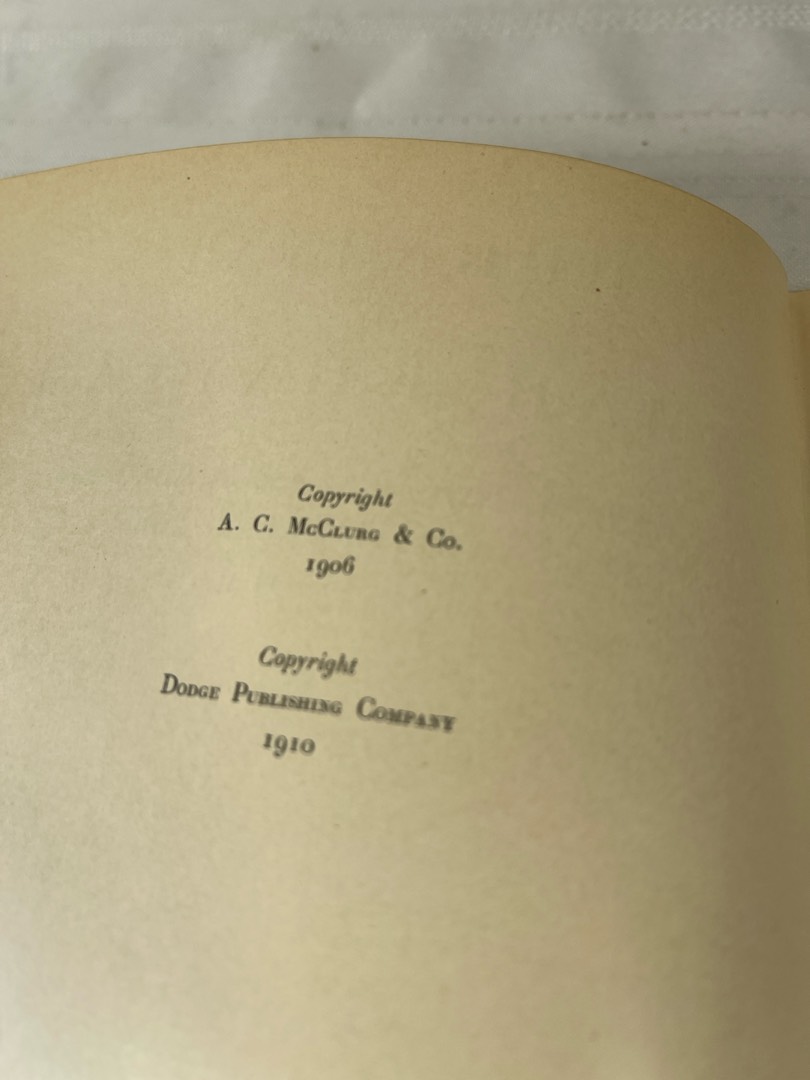 Copyright
A. C. McClurg & Co.
1906
Copyright
Dodge Publishing Company
1910